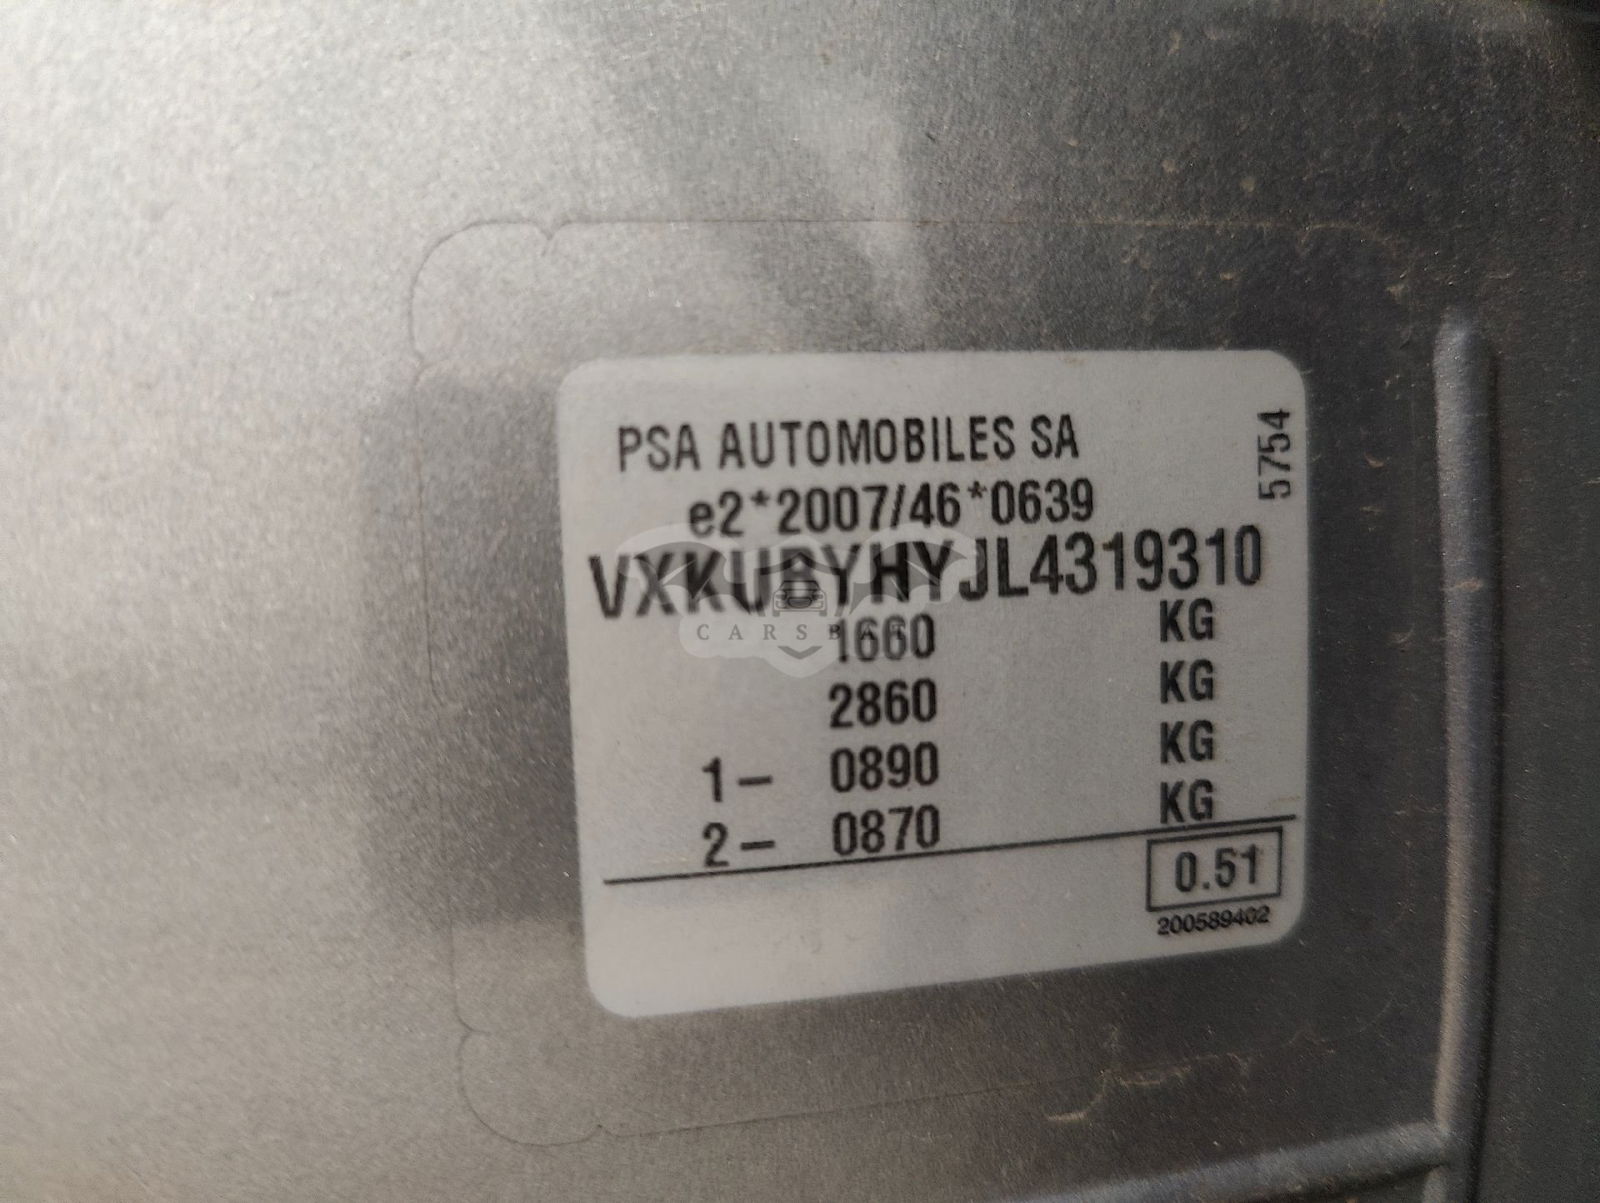 PSA AUTOMOBILES SA
5754
e2*2007/46*0639
VXKUBYHYJL4319310
CARSBAT
1660 KG
2860 KG
1– 0890 KG
2– 0870 KG
0.51
200589402